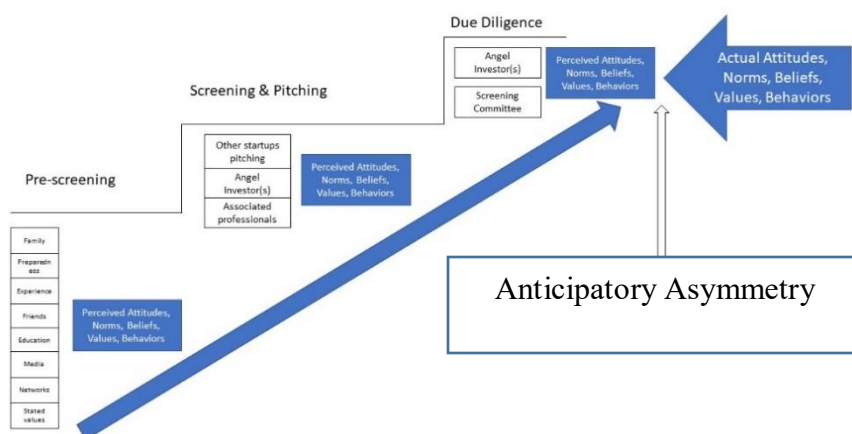 Due Diligence
Angel
Investor(s)
Screening
Committee
Perceived Attitudes,
Norms, Beliefs,
Values, Behaviors
Actual Attitudes,
Norms, Beliefs,
Values, Behaviors
Screening & Pitching
Other startups
pitching
Angel
Investor(s)
Associated
professionals
Perceived Attitudes,
Norms, Beliefs,
Values, Behaviors
Pre-screening
Family
Preparedn
ess
Experience
Friends
Education
Media
Networks
Stated
values
Perceived Attitudes,
Norms, Beliefs,
Values, Behaviors
Anticipatory Asymmetry